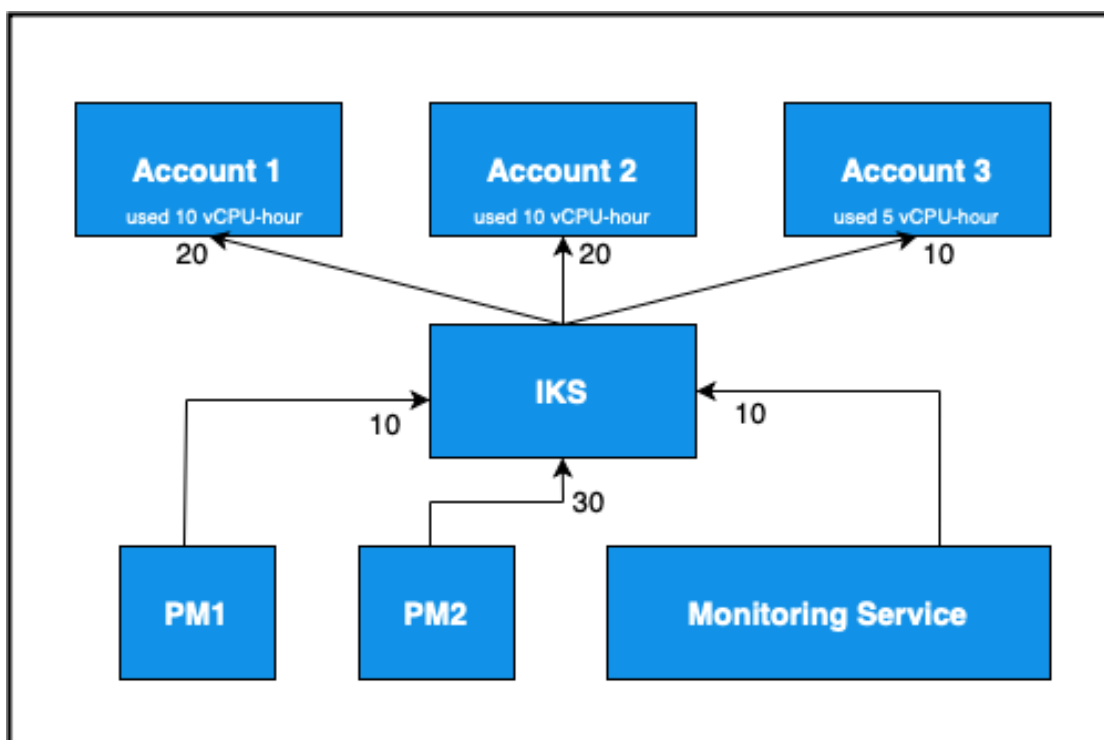 Account 1
used 10 vCPU-hour
Account 2
used 10 vCPU-hour
Account 3
used 5 vCPU-hour
20
20
10
IKS
10
10
30
PM1
PM2
Monitoring Service